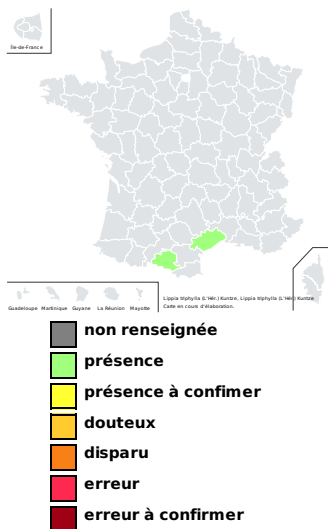 Île-de-France
Guadeloupe Martinique Guyane La Réunion Mayotte
Lippia triphylla (L'Hér.) Kuntze, Lippia triphylla (L'Hér.) Kuntze
Carte en cours d'élaboration.
non renseignée
présence
présence à confimer
douteux
disparu
erreur
erreur à confirmer